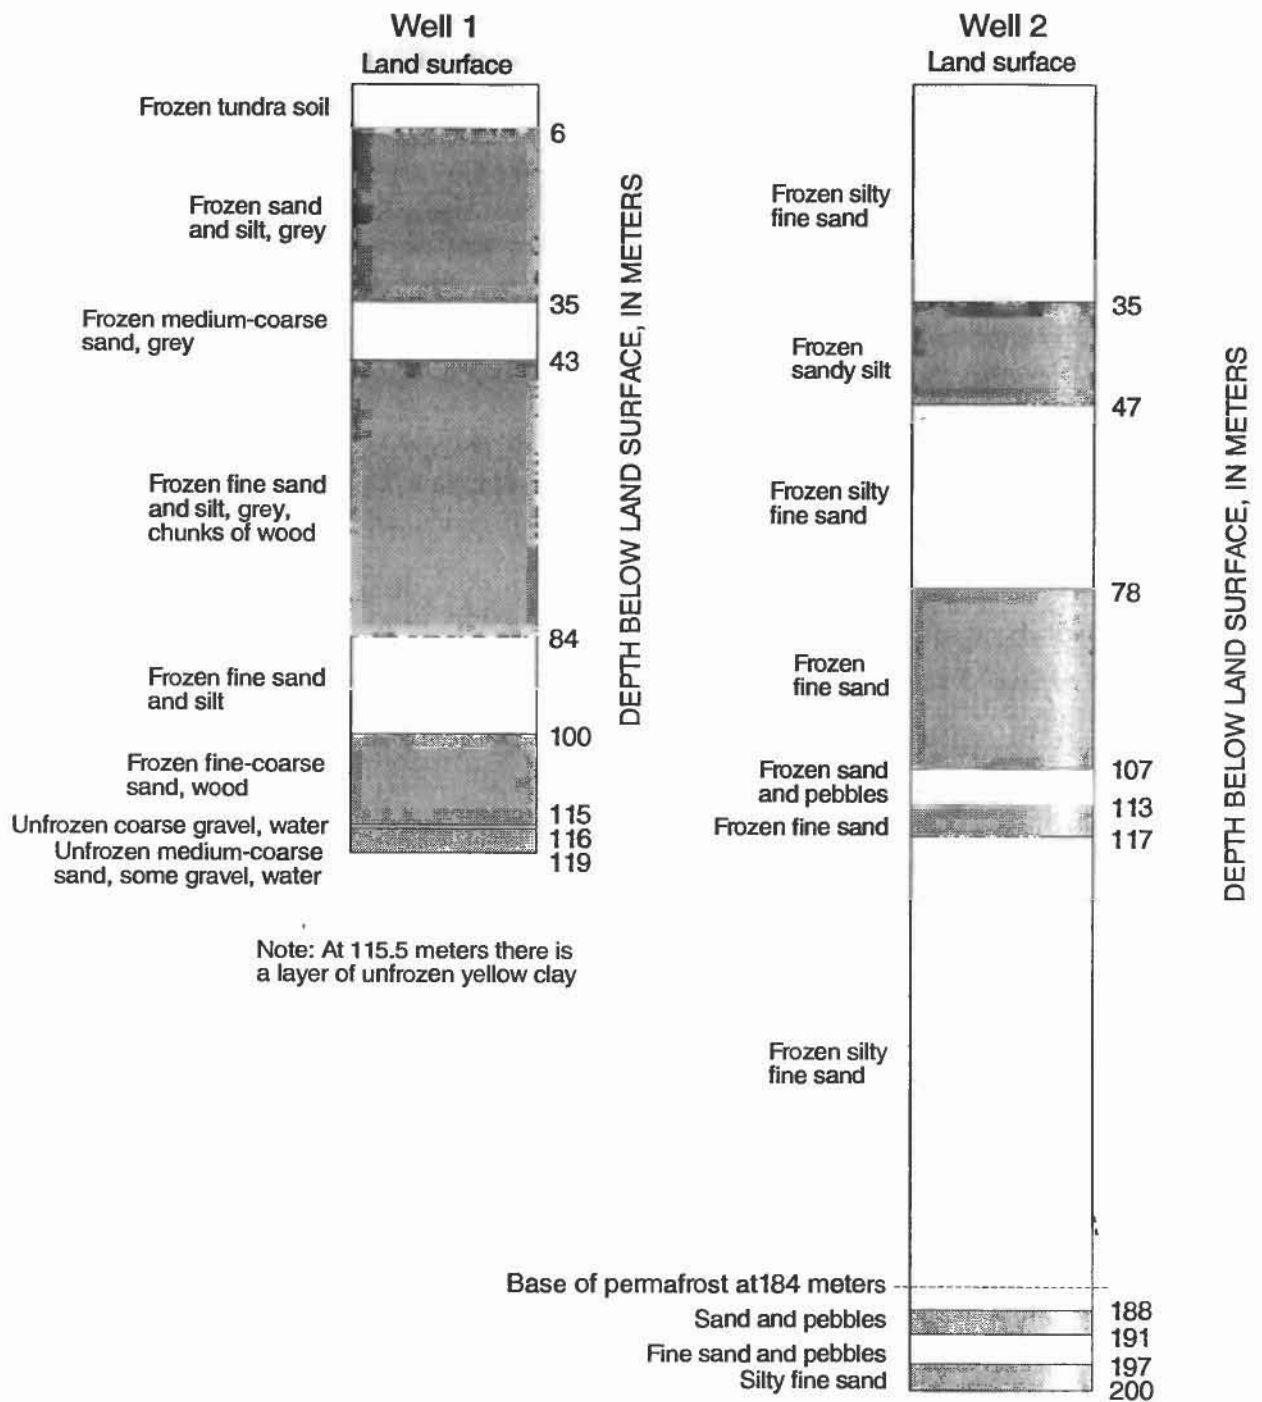 Well 1
Land surface
Frozen tundra soil
6
Frozen sand
and silt, grey
35
Frozen medium-coarse
sand, grey
43
Frozen fine sand
and silt, grey,
chunks of wood
84
Frozen fine sand
and silt
100
Frozen fine-coarse
sand, wood
115
Unfrozen coarse gravel, water
116
Unfrozen medium-coarse
sand, some gravel, water
119
DEPTH BELOW LAND SURFACE, IN METERS
Note: At 115.5 meters there is
a layer of unfrozen yellow clay
Well 2
Land surface
Frozen silty
fine sand
35
Frozen
sandy silt
47
Frozen silty
fine sand
78
Frozen
fine sand
107
Frozen sand
and pebbles
113
Frozen fine sand
117
Frozen silty
fine sand
Base of permafrost at184 meters
188
Sand and pebbles
191
Fine sand and pebbles
197
Silty fine sand
200
DEPTH BELOW LAND SURFACE, IN METERS